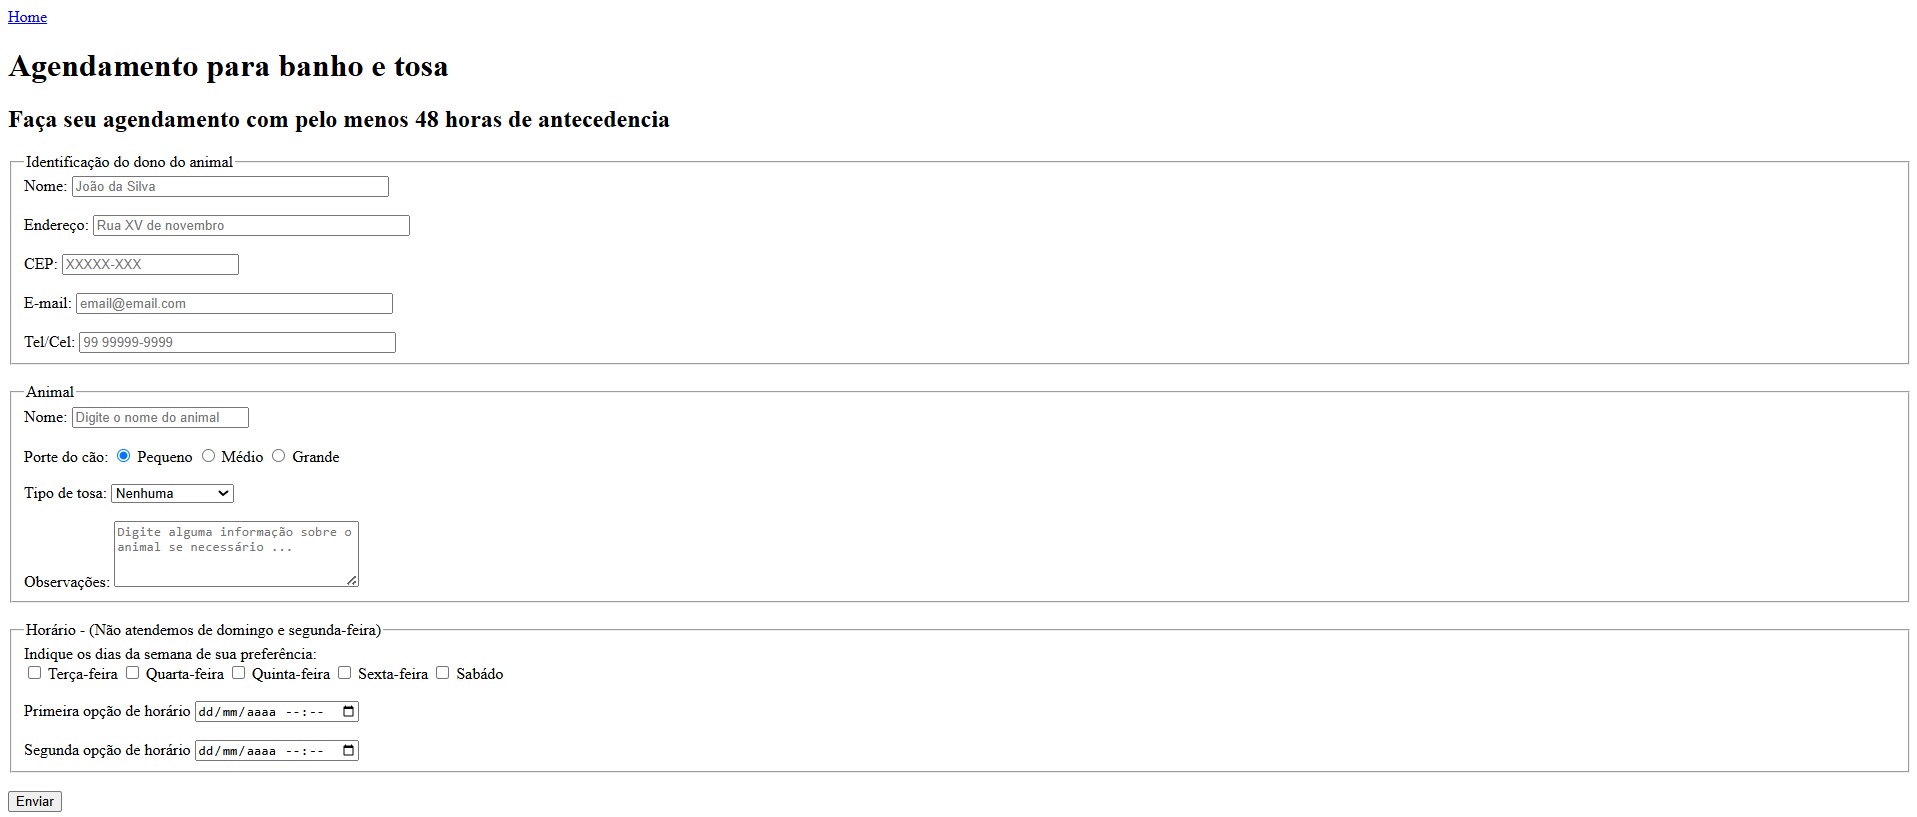 Home
Agendamento para banho e tosa
Faça seu agendamento com pelo menos 48 horas de antecedencia
Identificação do dono do animal
Nome: João da Silva
Endereço: Rua XV de novembro
CEP: XXXXX-XXX
E-mail: email@email.com
Tel/Cel: 99 99999-9999
Animal
Nome: Digite o nome do animal
Porte do cão: Pequeno Médio Grande
Tipo de tosa: Nenhuma
Digite alguma informação sobre o
animal se necessário ...
Observações:
Horário - (Não atendemos de domingo e segunda-feira)
Indique os dias da semana de sua preferência:
Terça-feira Quarta-feira Quinta-feira Sexta-feira Sabádo
Primeira opção de horário dd/mm/aaaa --:--
Segunda opção de horário dd/mm/aaaa --:--
Enviar